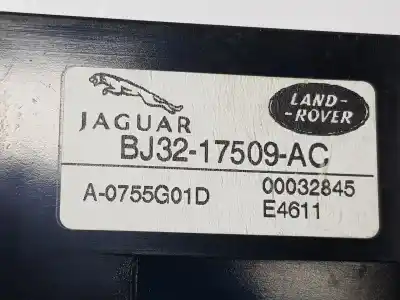 JAGUAR
LAND-
-ROVER
BJ32-17509-AC
A-0755G01D 00032845
E4611